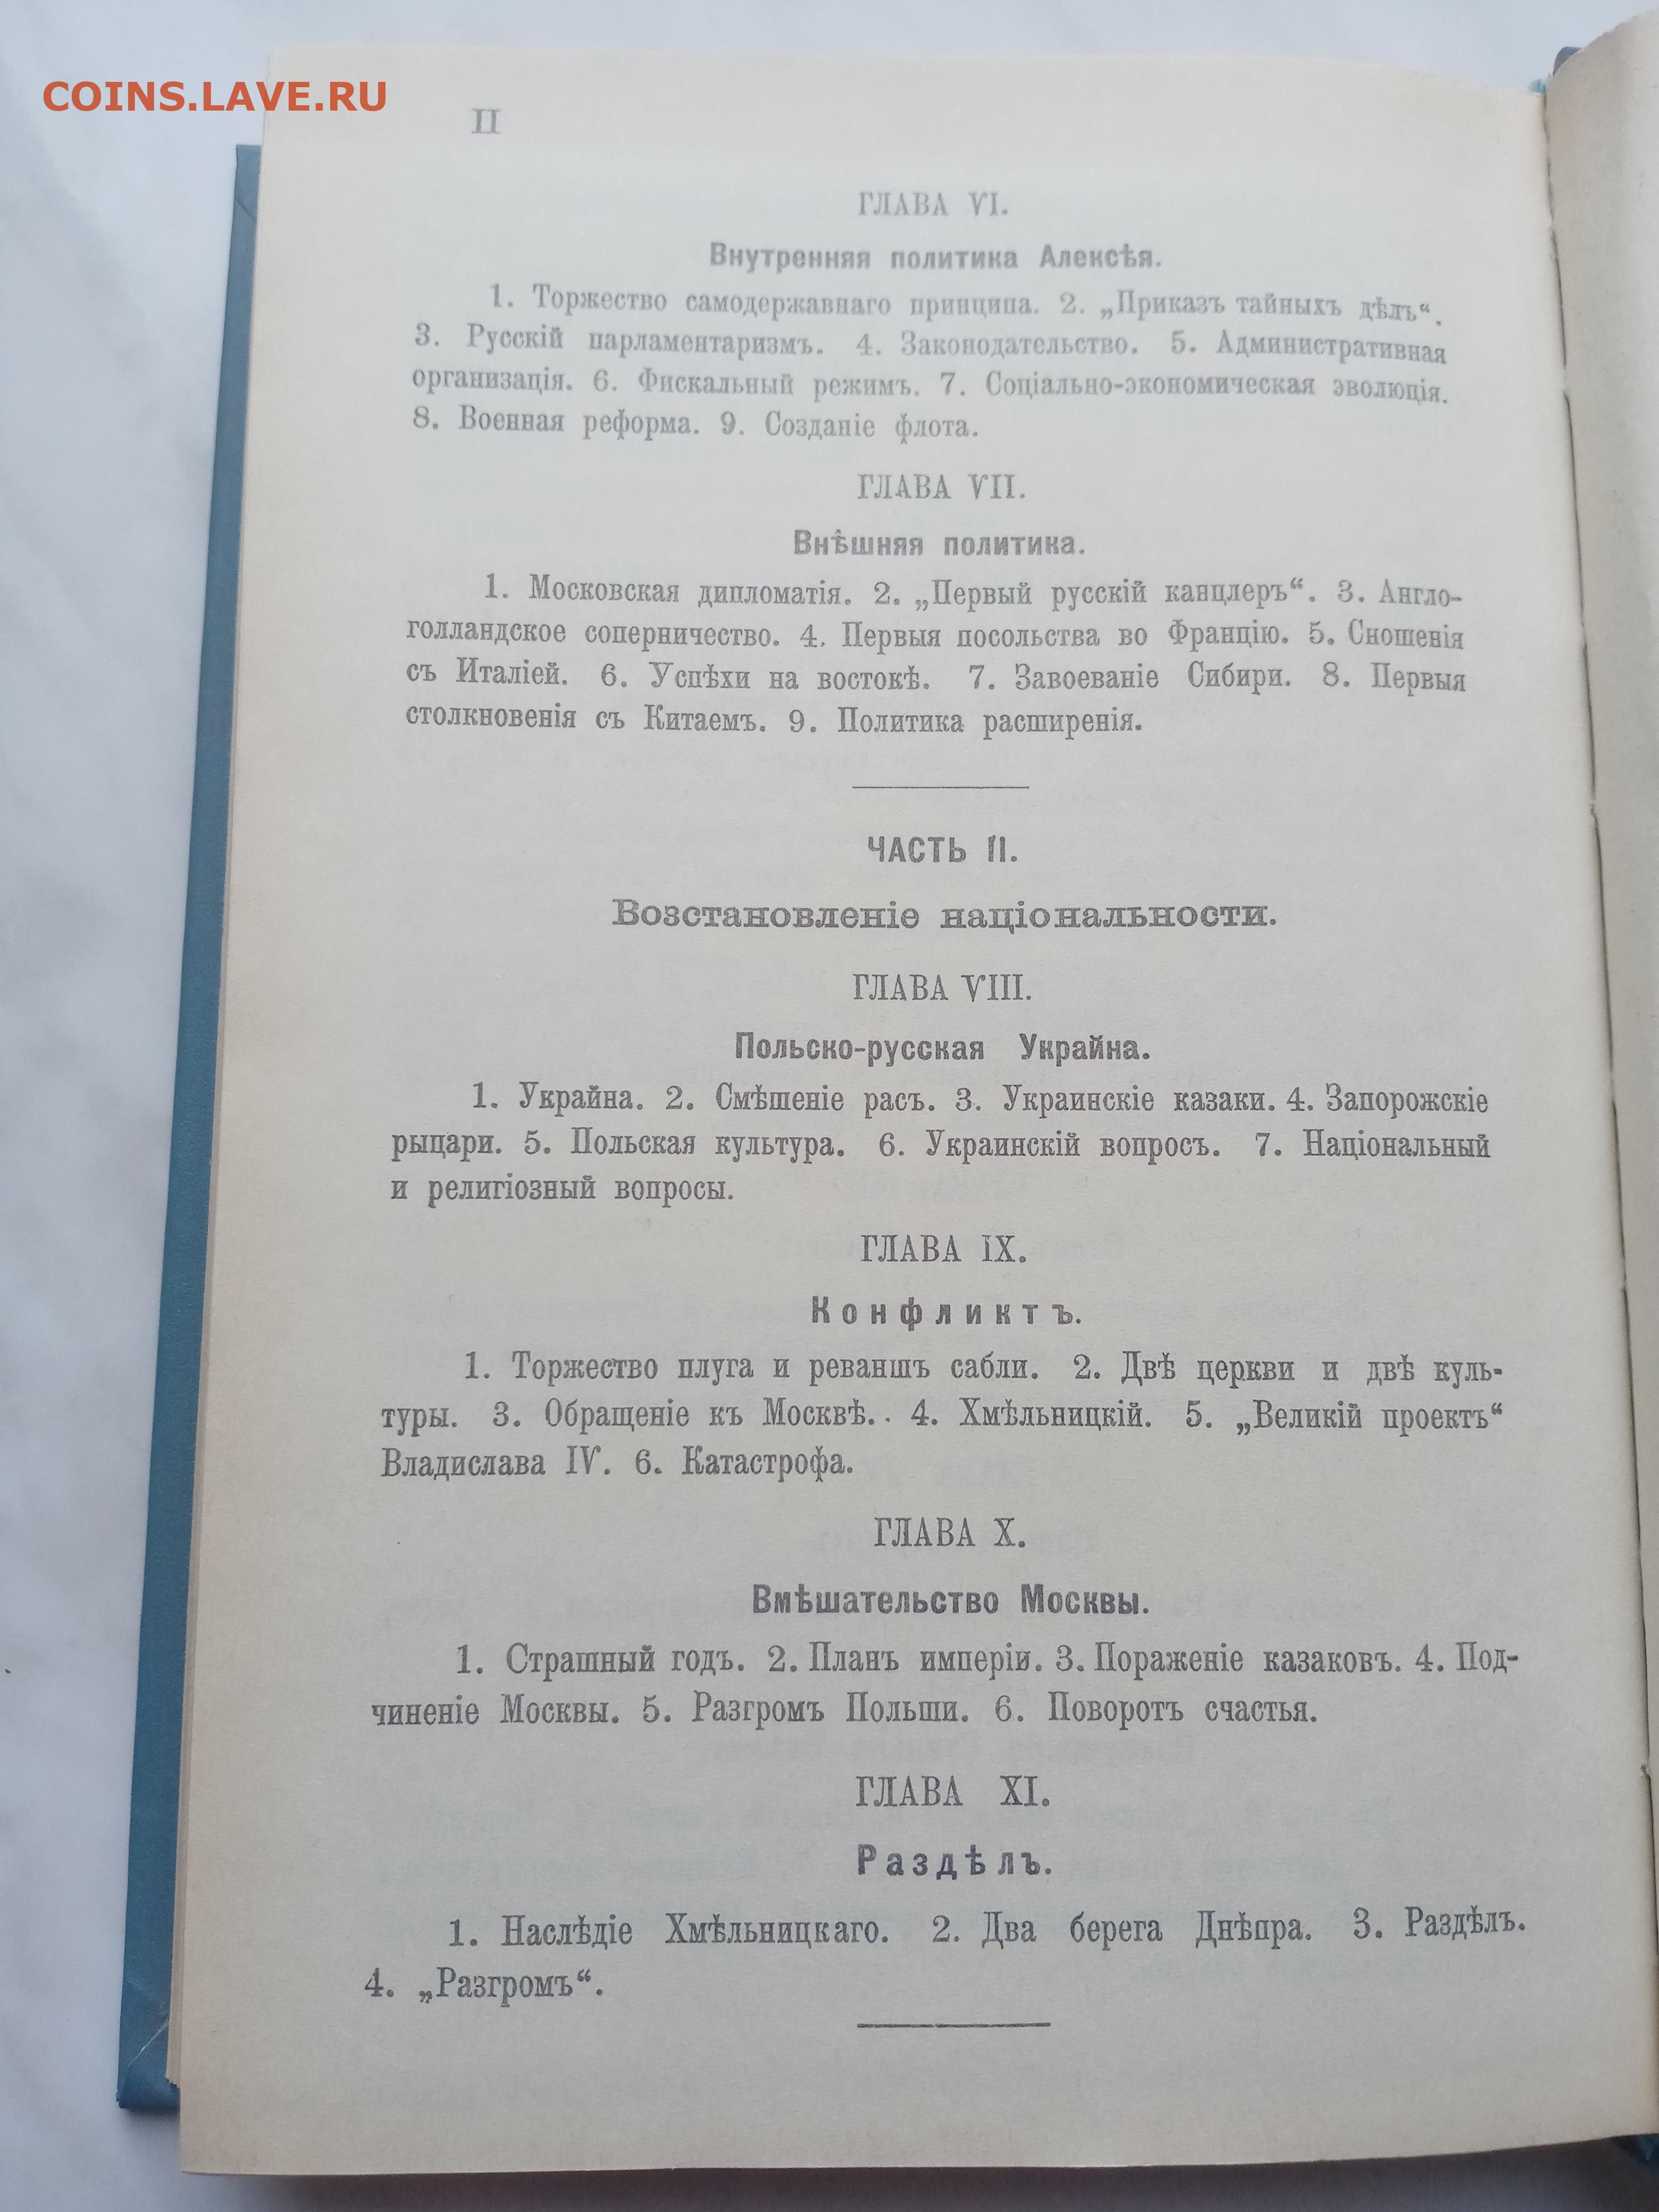 COINS.LAVE.RU
II
ГЛАВА VI.
Внутренняя политика Алексѣя.
1. Торжество самодержавнаго принципа. 2. „Приказъ тайныхъ дѣлъ“.
3. Русскій парламентаризмъ. 4. Законодательство. 5. Административная
организація. 6. Фискальный режимъ. 7. Соціально-экономическая эволюція.
8. Военная реформа. 9. Созданіе флота.
ГЛАВА VII.
Внѣшняя политика.
1. Московская дипломатія. 2. „Первый русскій канцлеръ“. 3. Англо-
голландское соперничество. 4. Первыя посольства во Францію. 5. Сношенія
съ Италіей. 6. Успѣхи на востокѣ. 7. Завоеваніе Сибири. 8. Первыя
столкновенія съ Китаемъ. 9. Политика расширенія.
ЧАСТЬ II.
Возстановленіе національности.
ГЛАВА VIII.
Польско-русская Украйна.
1. Украйна. 2. Смѣшеніе расъ. 3. Украинскіе казаки. 4. Запорожскіе
рыцари. 5. Польская культура. 6. Украинскій вопросъ. 7. Національный
и религіозный вопросы.
ГЛАВА IX.
Конфликтъ.
1. Торжество плуга и реваншъ сабли. 2. Двѣ церкви и двѣ куль-
туры. 3. Обращеніе къ Москвѣ. 4. Хмѣльницкій. 5. „Великій проектъ“
Владислава IV. 6. Катастрофа.
ГЛАВА X.
Вмѣшательство Москвы.
1. Страшный годъ. 2. Планъ имперіи. 3. Пораженіе казаковъ. 4. Под-
чиненіе Москвы. 5. Разгромъ Польши. 6. Поворотъ счастья.
ГЛАВА XI.
Раздѣлъ.
1. Наслѣдіе Хмѣльницкаго. 2. Два берега Днѣпра. 3. Раздѣлъ.
4. „Разгромъ“.